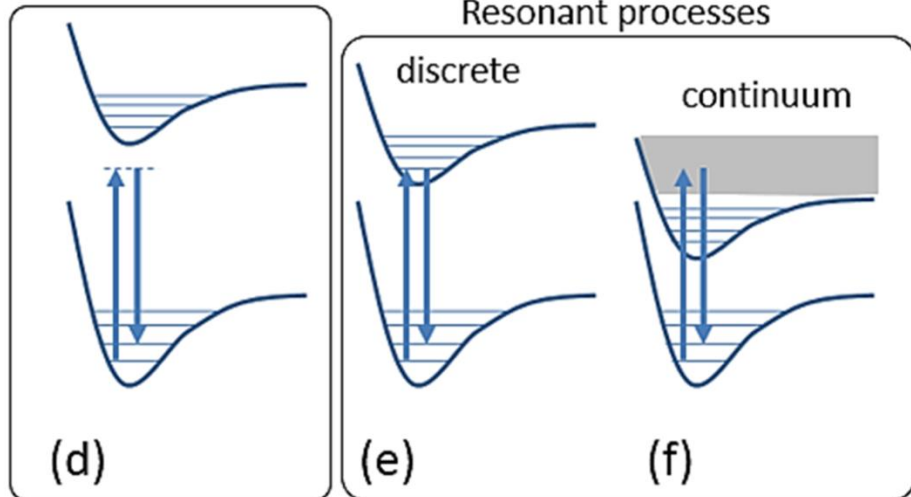 Resonant processes
discrete
continuum
(d)
(e)
(f)